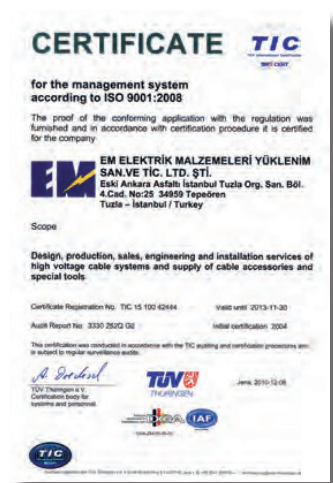 CERTIFICATE
TIC
TÜV CERT
for the management system
according to ISO 9001:2008
The proof of the conforming application with the regulation was
furnished and in accordance with certification procedure it is certified
for the company
EM
EM ELEKTRİK MALZEMELERİ YÜKLENİM
SAN.VE TİC. LTD. ŞTİ.
Eski Ankara Asfaltı İstanbul Tuzla Org. San. Böl.
4.Cad. No:25 34959 Tepeören
Tuzla – İstanbul / Turkey
Scope
Design, production, sales, engineering and installation services of
high voltage cable systems and supply of cable accessories and
special tools
Certificate Registration No. TIC 15 100 42444
Valid until 2013-11-30
Audit Report No. 3330 2S2Q G0
Initial certification 2004
This certification was conducted in accordance with the TIC auditing and certification procedures and
is subject to regular surveillance audits.
TÜV Thüringen e.V.
Certification body for
systems and personnel
TÜV
THÜRINGEN
Jena, 2010-12-08
IAF
TIC